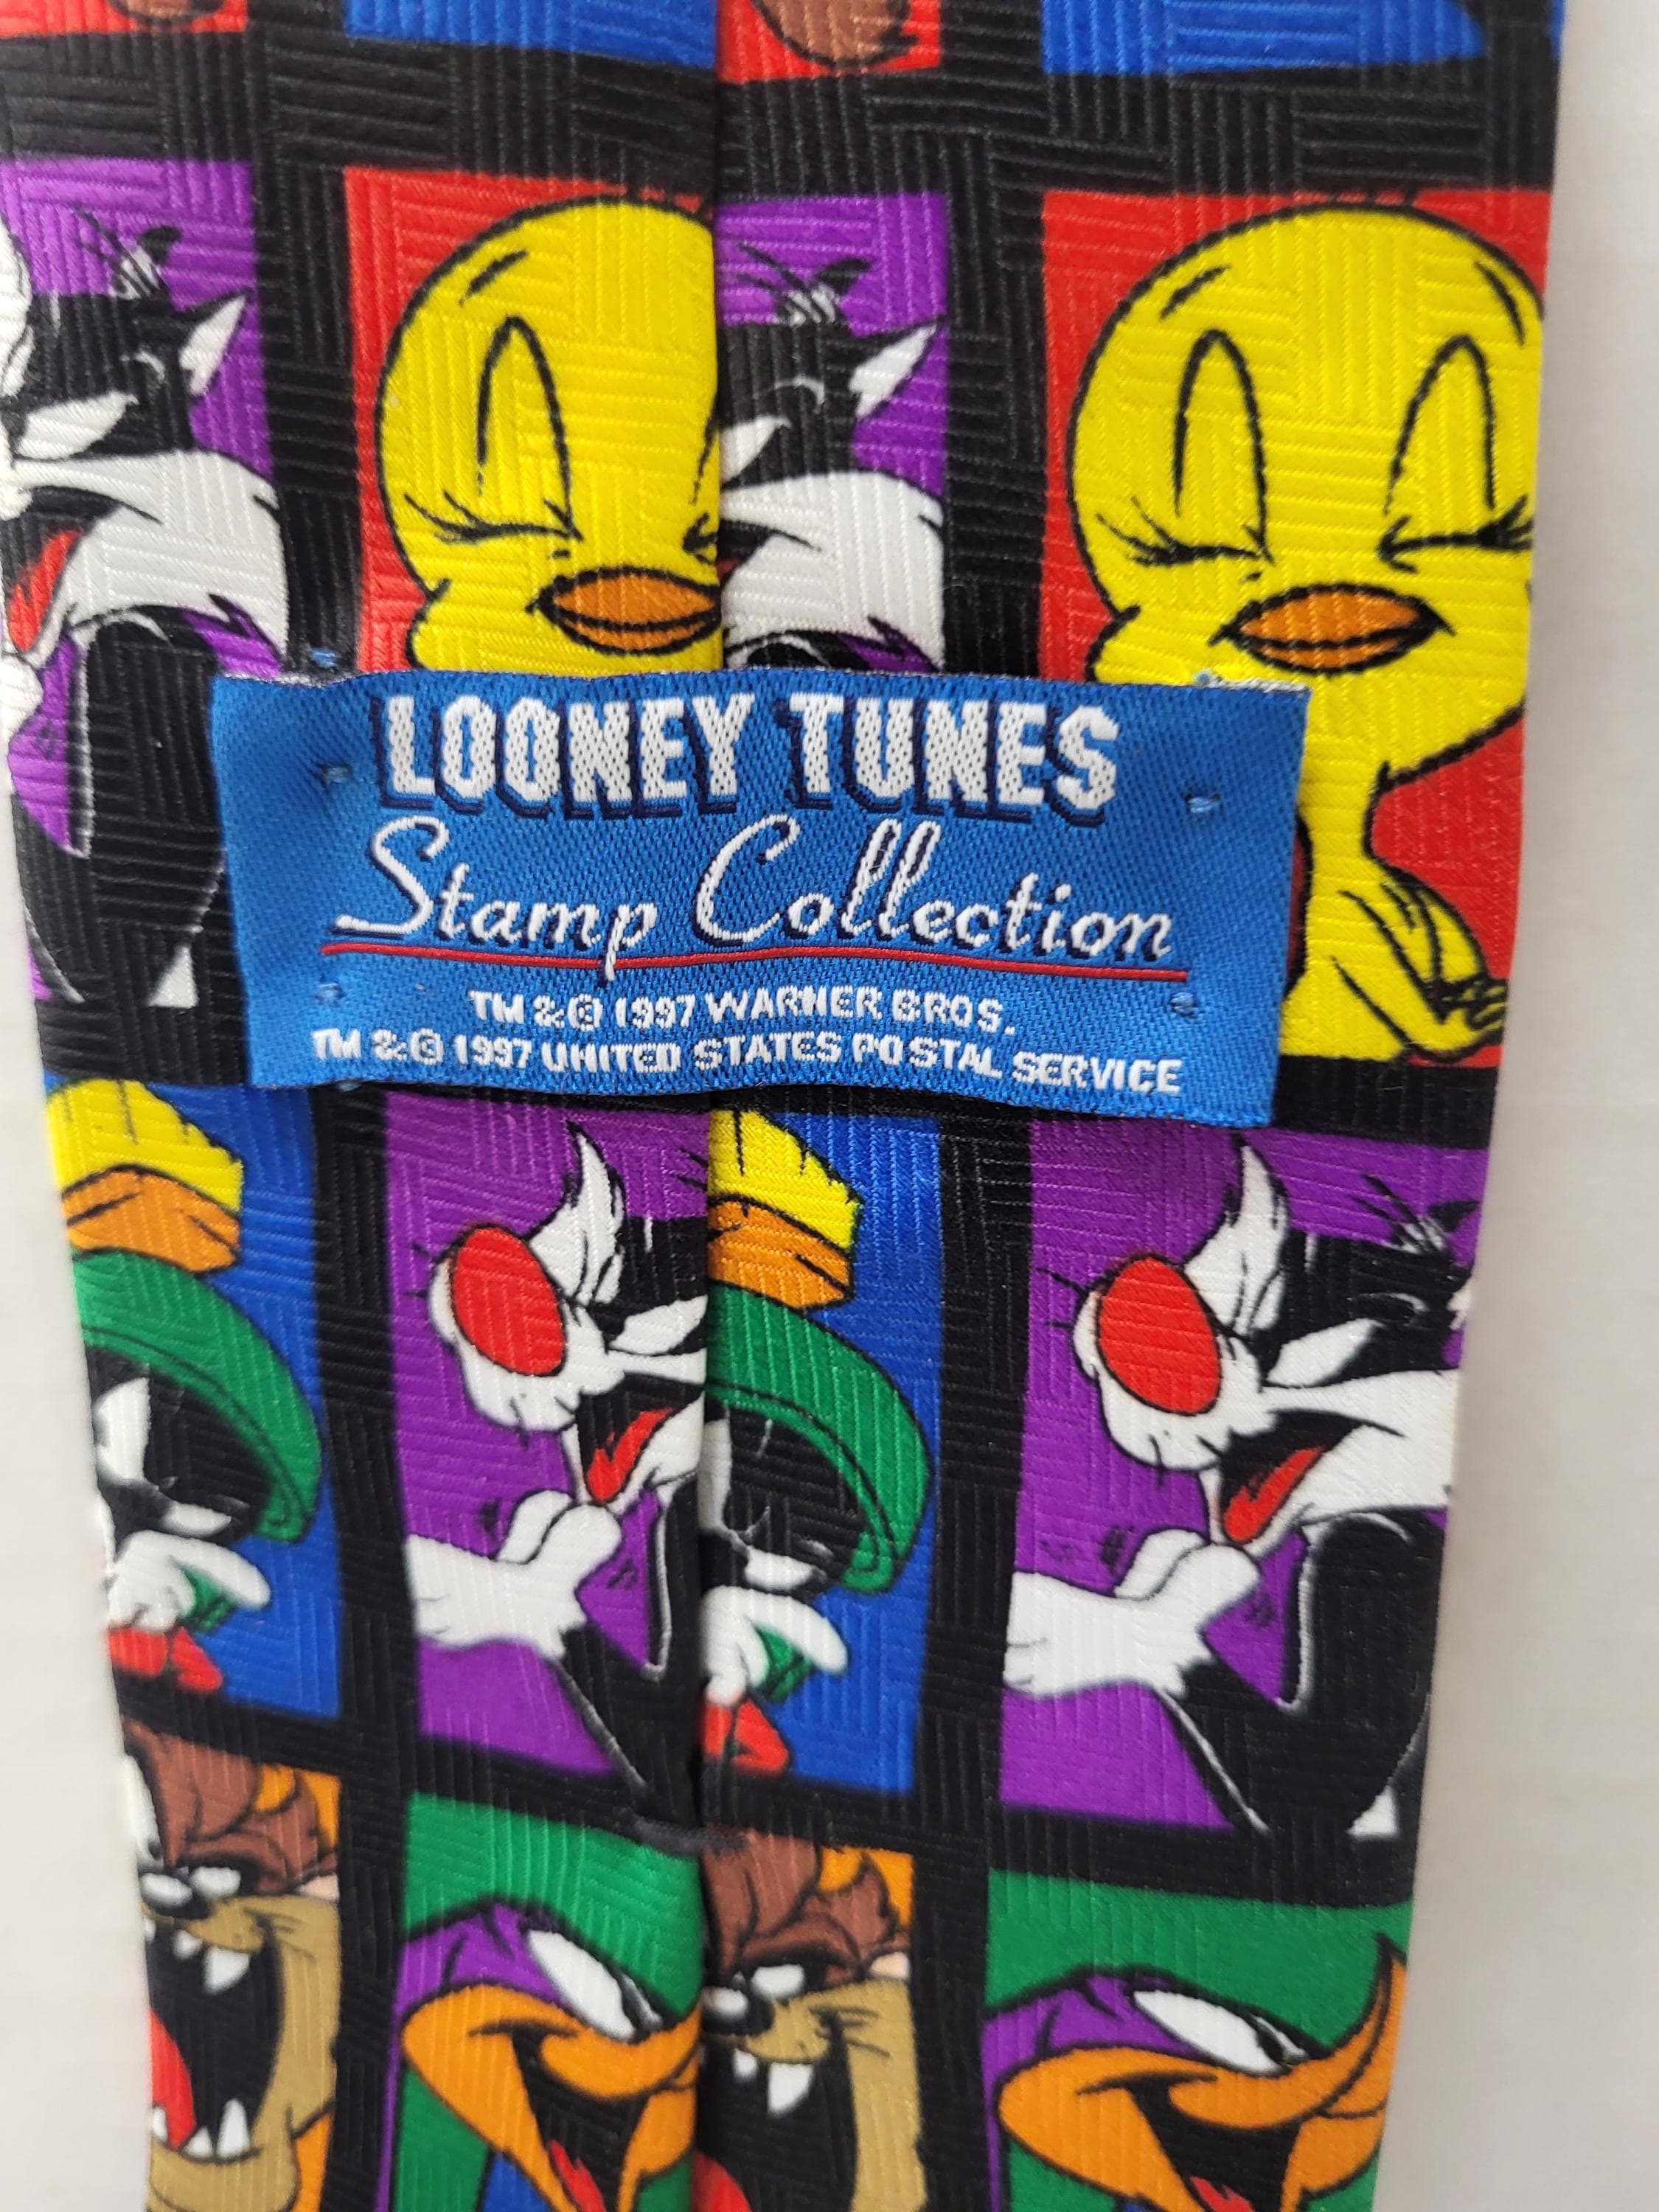 LOONEY TUNES
Stamp Collection
TM & © 1997 WARNER BROS.
TM & © 1997 UNITED STATES POSTAL SERVICE